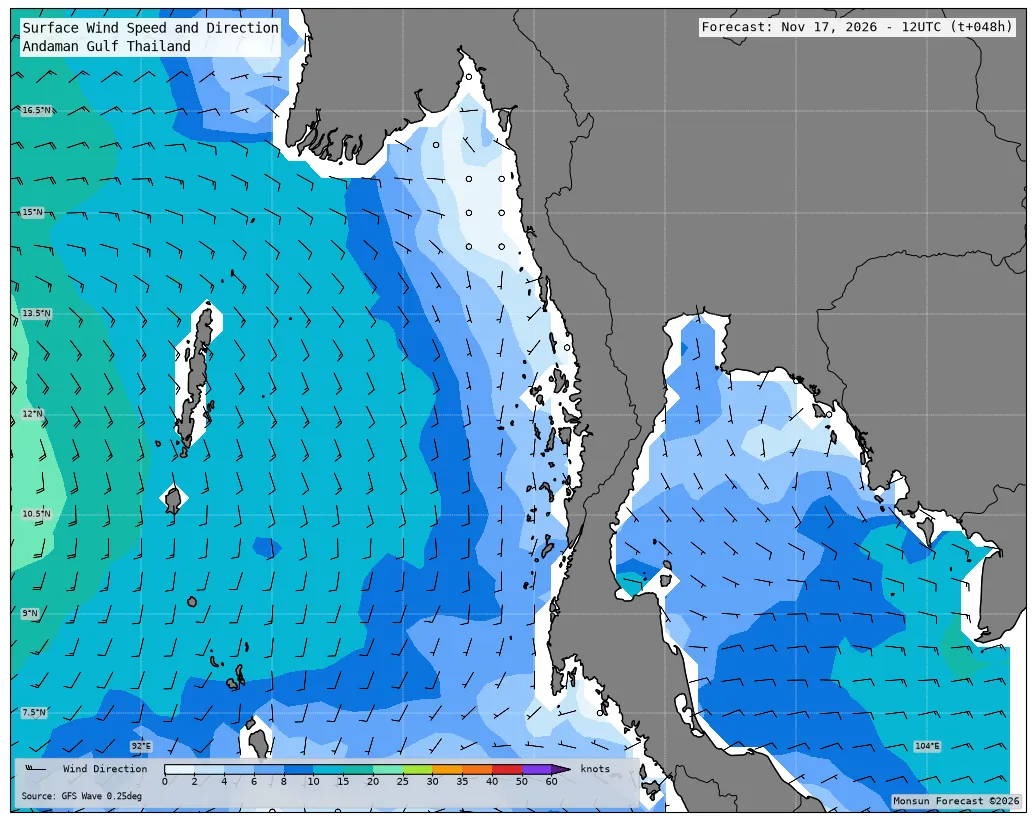 Surface Wind Speed and Direction
Andaman Gulf Thailand
Forecast: Nov 17, 2026 - 12UTC (t+048h)
16.5°N
15°N
13.5°N
12°N
10.5°N
9°N
7.5°N
92°E
104°E
Wind Direction
0 2 4 6 8 10 15 20 25 30 35 40 50 60
knots
Source: GFS Wave 0.25deg
Monsun Forecast ©2026